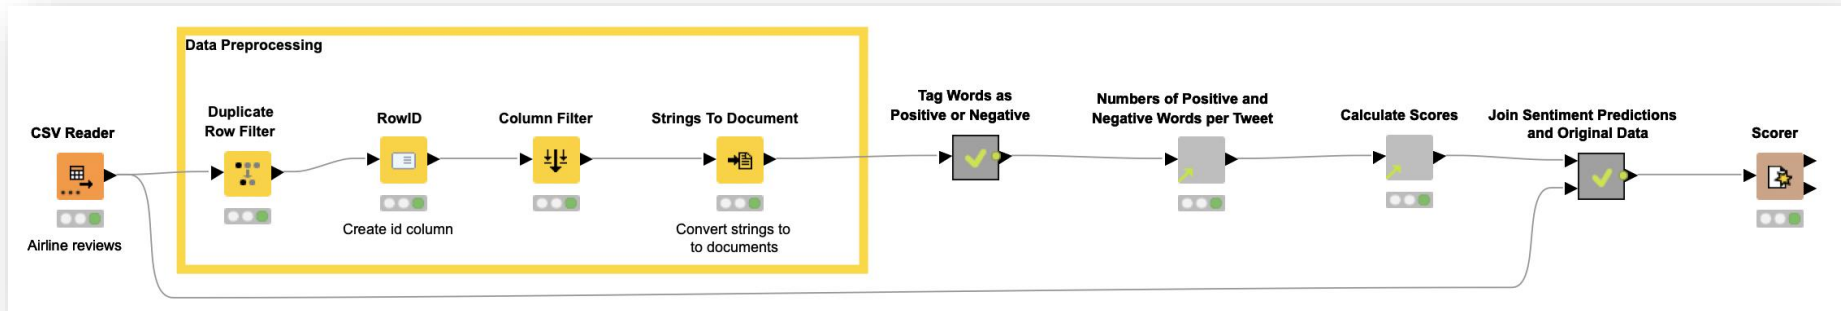 Data Preprocessing
CSV Reader
Airline reviews
Duplicate
Row Filter
RowID
Create id column
Column Filter
Strings To Document
Convert strings to
to documents
Tag Words as
Positive or Negative
Numbers of Positive and
Negative Words per Tweet
Calculate Scores
Join Sentiment Predictions
and Original Data
Scorer